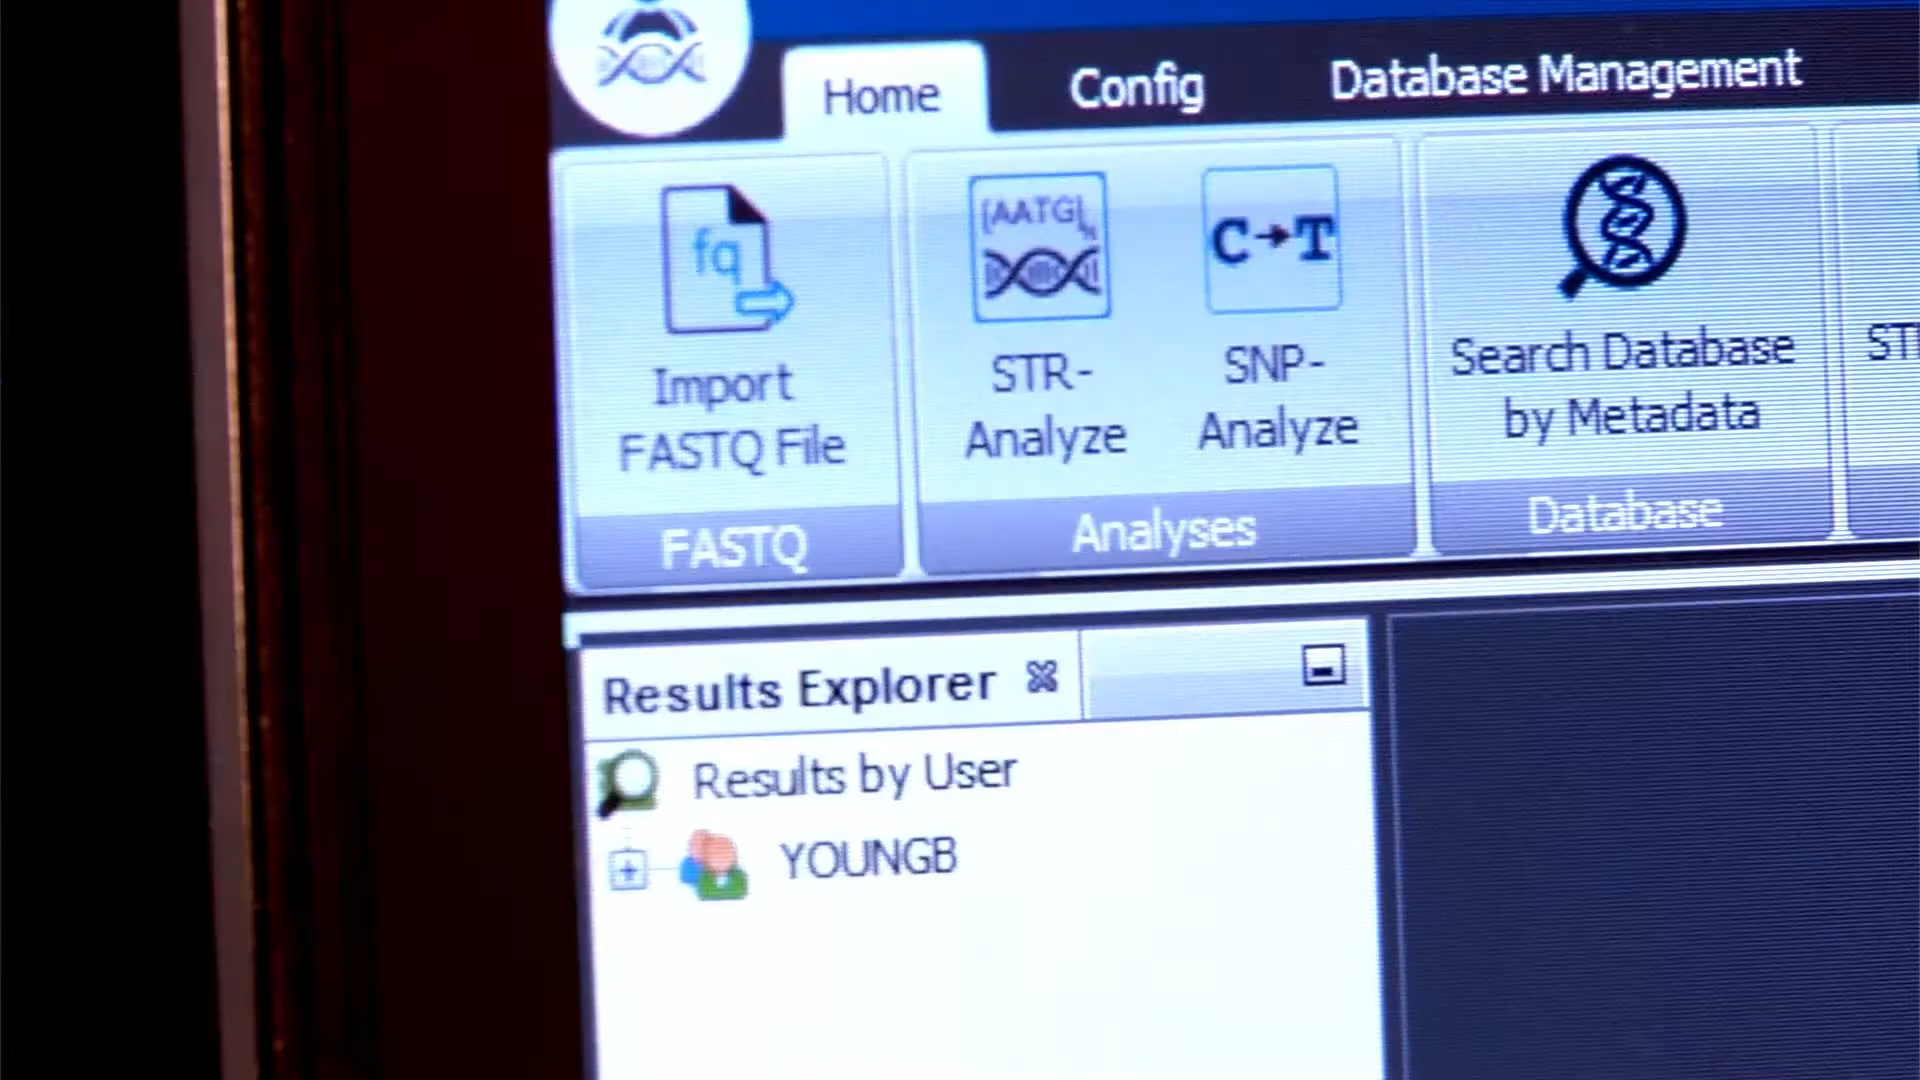 Home Config Database Management
fq
[AATG]N
C→T
Import
FASTQ File
STR-
Analyze
SNP-
Analyze
Search Database
by Metadata
FASTQ
Analyses
Database
Results Explorer
Results by User
YOUNGB